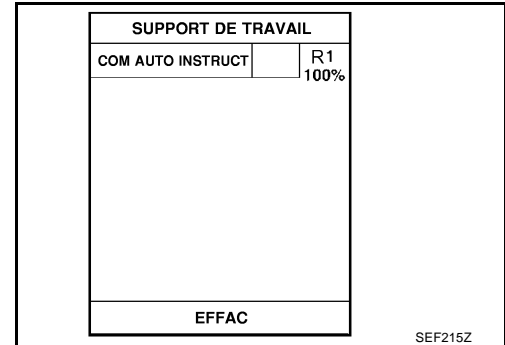 SUPPORT DE TRAVAIL
COM AUTO INSTRUCT R1
100%
EFFAC
SEF215Z